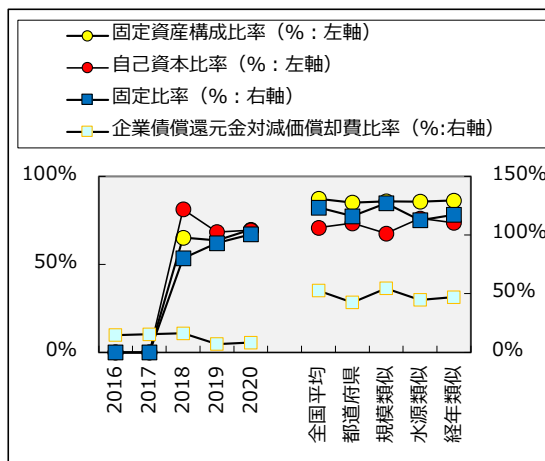 固定資産構成比率（%：左軸）
自己資本比率（%：左軸）
固定比率（%：右軸）
企業債償還元金対減価償却費比率（%:右軸）
100%
50%
0%
150%
100%
50%
0%
2016
2017
2018
2019
2020
全国平均
都道府県
規模類似
水源類似
経年類似